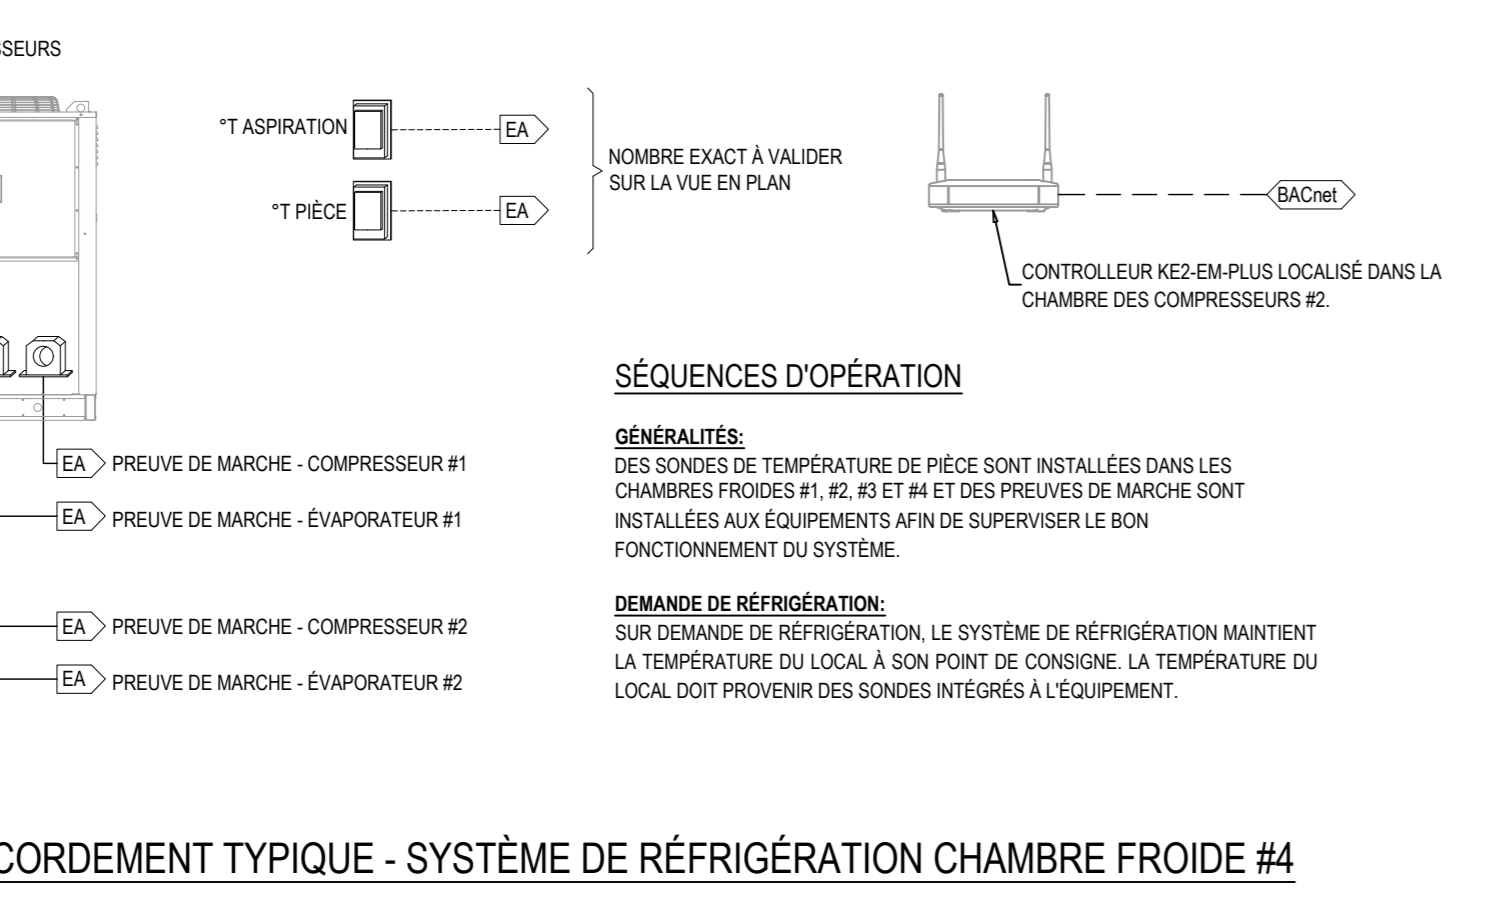 SSEURS
°T ASPIRATION
EA
°T PIÈCE
EA
NOMBRE EXACT À VALIDER
SUR LA VUE EN PLAN
BACnet
CONTROLLEUR KE2-EM-PLUS LOCALISÉ DANS LA
CHAMBRE DES COMPRESSEURS #2.
EA PREUVE DE MARCHE - COMPRESSEUR #1
EA PREUVE DE MARCHE - ÉVAPORATEUR #1
EA PREUVE DE MARCHE - COMPRESSEUR #2
EA PREUVE DE MARCHE - ÉVAPORATEUR #2
SÉQUENCES D'OPÉRATION
GÉNÉRALITÉS:
DES SONDES DE TEMPÉRATURE DE PIÈCE SONT INSTALLÉES DANS LES
CHAMBRES FROIDES #1, #2, #3 ET #4 ET DES PREUVES DE MARCHE SONT
INSTALLÉES AUX ÉQUIPEMENTS AFIN DE SUPERVISER LE BON
FONCTIONNEMENT DU SYSTÈME.
DEMANDE DE RÉFRIGÉRATION:
SUR DEMANDE DE RÉFRIGÉRATION, LE SYSTÈME DE RÉFRIGÉRATION MAINTIENT
LA TEMPÉRATURE DU LOCAL À SON POINT DE CONSIGNE. LA TEMPÉRATURE DU
LOCAL DOIT PROVENIR DES SONDES INTÉGRÉS À L'ÉQUIPEMENT.
CORDEMENT TYPIQUE - SYSTÈME DE RÉFRIGÉRATION CHAMBRE FROIDE #4